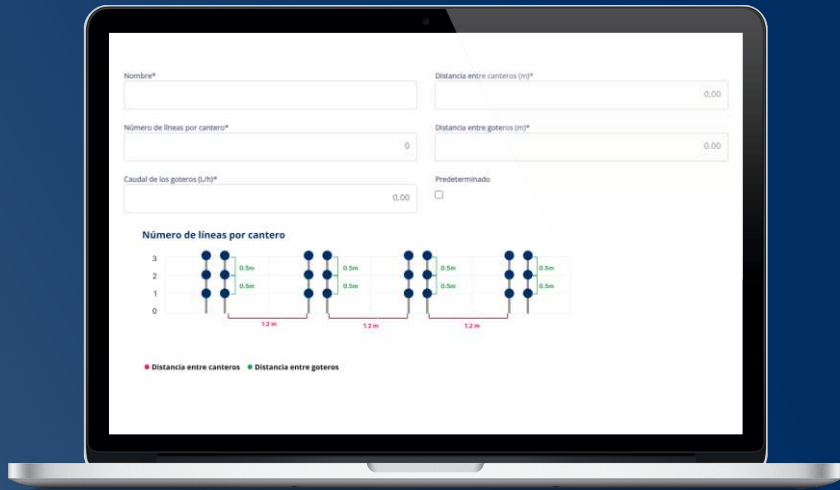 Nombre*
Distancia entre canteros (m)*
0,00
Número de líneas por cantero*
0
Distancia entre goteros (m)*
0,00
Caudal de los goteros (L/h)*
0,00
Predeterminado
Número de líneas por cantero
3
0.5m 0.5m 0.5m 0.5m
2
0.5m 0.5m 0.5m 0.5m
1
0
1.2 m 1.2 m 1.2 m
Distancia entre canteros Distancia entre goteros